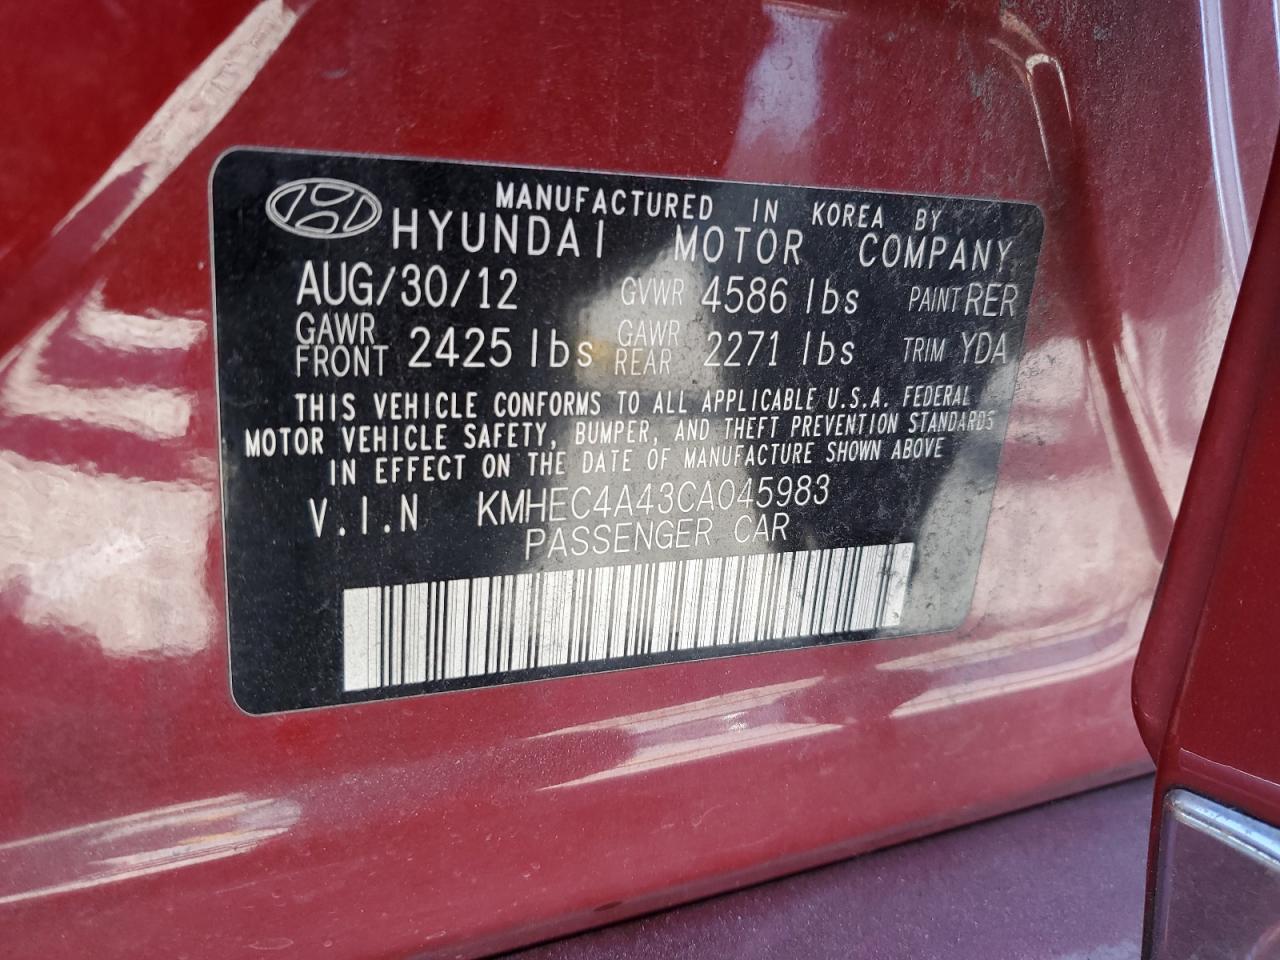 MANUFACTURED IN KOREA BY
HYUNDAI MOTOR COMPANY
AUG/30/12 GVWR 4586 lbs PAINT RER
GAWR FRONT 2425 lbs GAWR REAR 2271 lbs TRIM YDA
THIS VEHICLE CONFORMS TO ALL APPLICABLE U.S.A. FEDERAL
MOTOR VEHICLE SAFETY, BUMPER, AND THEFT PREVENTION STANDARDS
IN EFFECT ON THE DATE OF MANUFACTURE SHOWN ABOVE
V.I.N KMHEC4A43CA045983
PASSENGER CAR